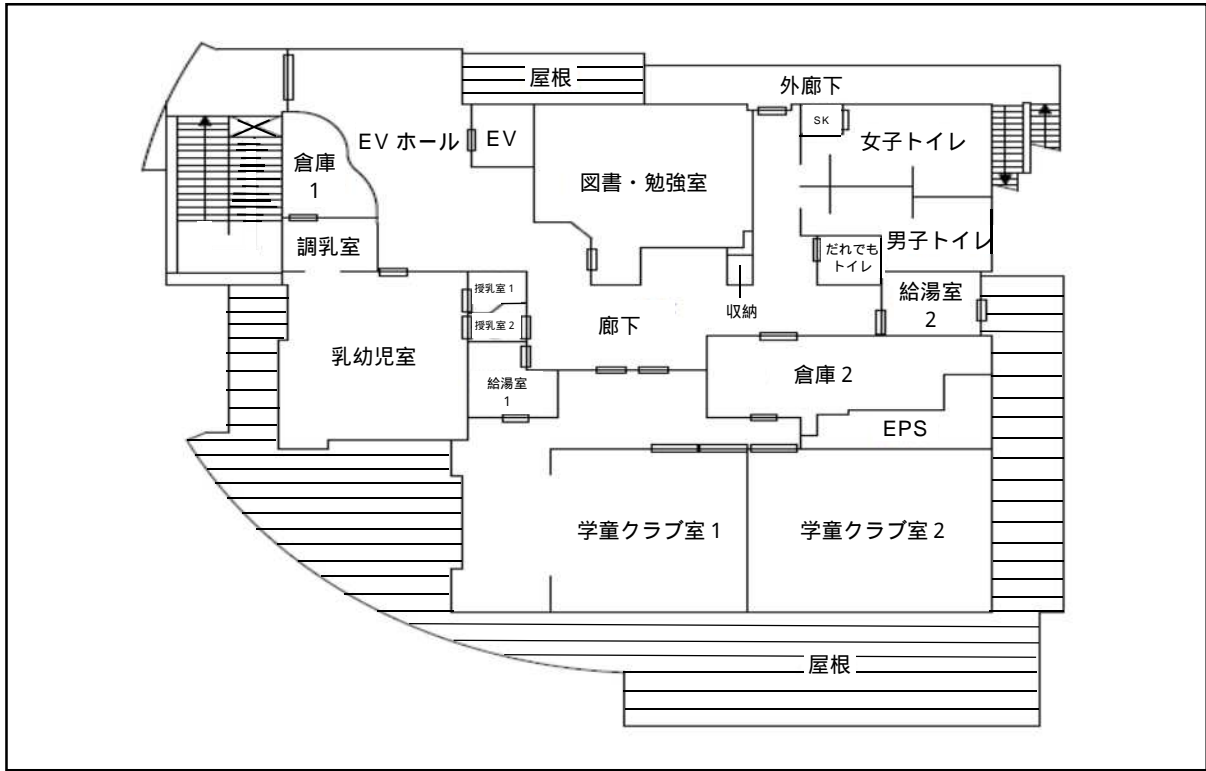 屋根
外廊下
SK
EV ホール
EV
女子トイレ
倉庫
1
図書・勉強室
調乳室
男子トイレ
だれでも
トイレ
授乳室 1
収納
給湯室
2
授乳室 2
廊下
乳幼児室
給湯室
1
倉庫 2
EPS
学童クラブ室 1
学童クラブ室 2
屋根